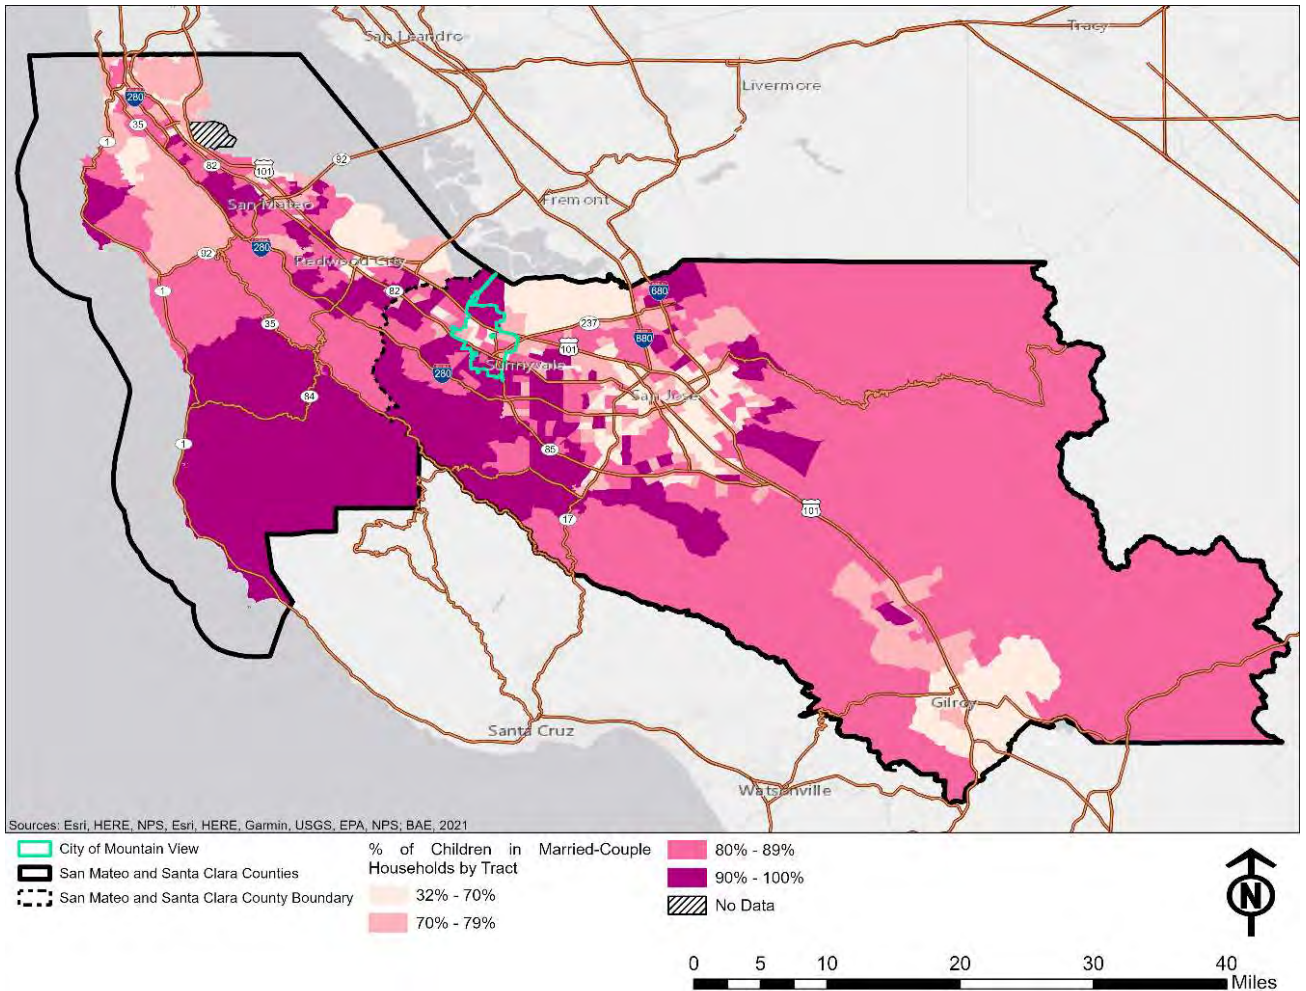 San Leandro
Tracy
Livermore
280
35
1
82
101
92
San Mateo
Fremont
92
280
Redwood City
82
1
680
35
237
101
880
Sunnyvale
280
84
San Jose
1
85
101
17
Gilroy
Santa Cruz
Watsonville
Sources: Esri, HERE, NPS, Esri, HERE, Garmin, USGS, EPA, NPS; BAE, 2021
City of Mountain View
San Mateo and Santa Clara Counties
San Mateo and Santa Clara County Boundary
% of Children in Married-Couple
Households by Tract
32% - 70%
70% - 79%
80% - 89%
90% - 100%
No Data
N
0 5 10 20 30 40
Miles